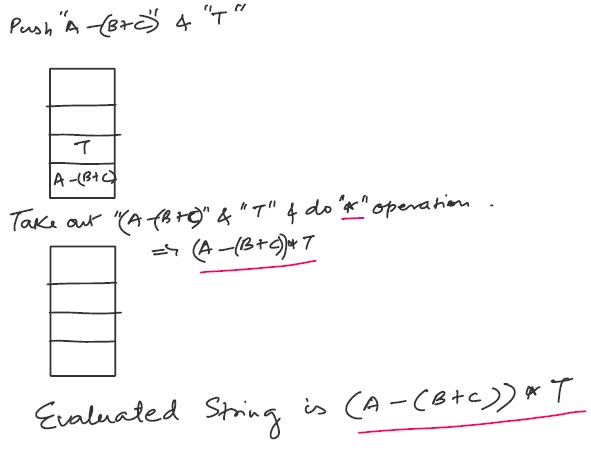 Push "A-(B+C)" & "T"
T
A-(B+C)
Take out "(A-(B+C)" & "T" & do "*" operation.
=> (A-(B+C))* T
Evaluated String is (A-(B+C)) * T